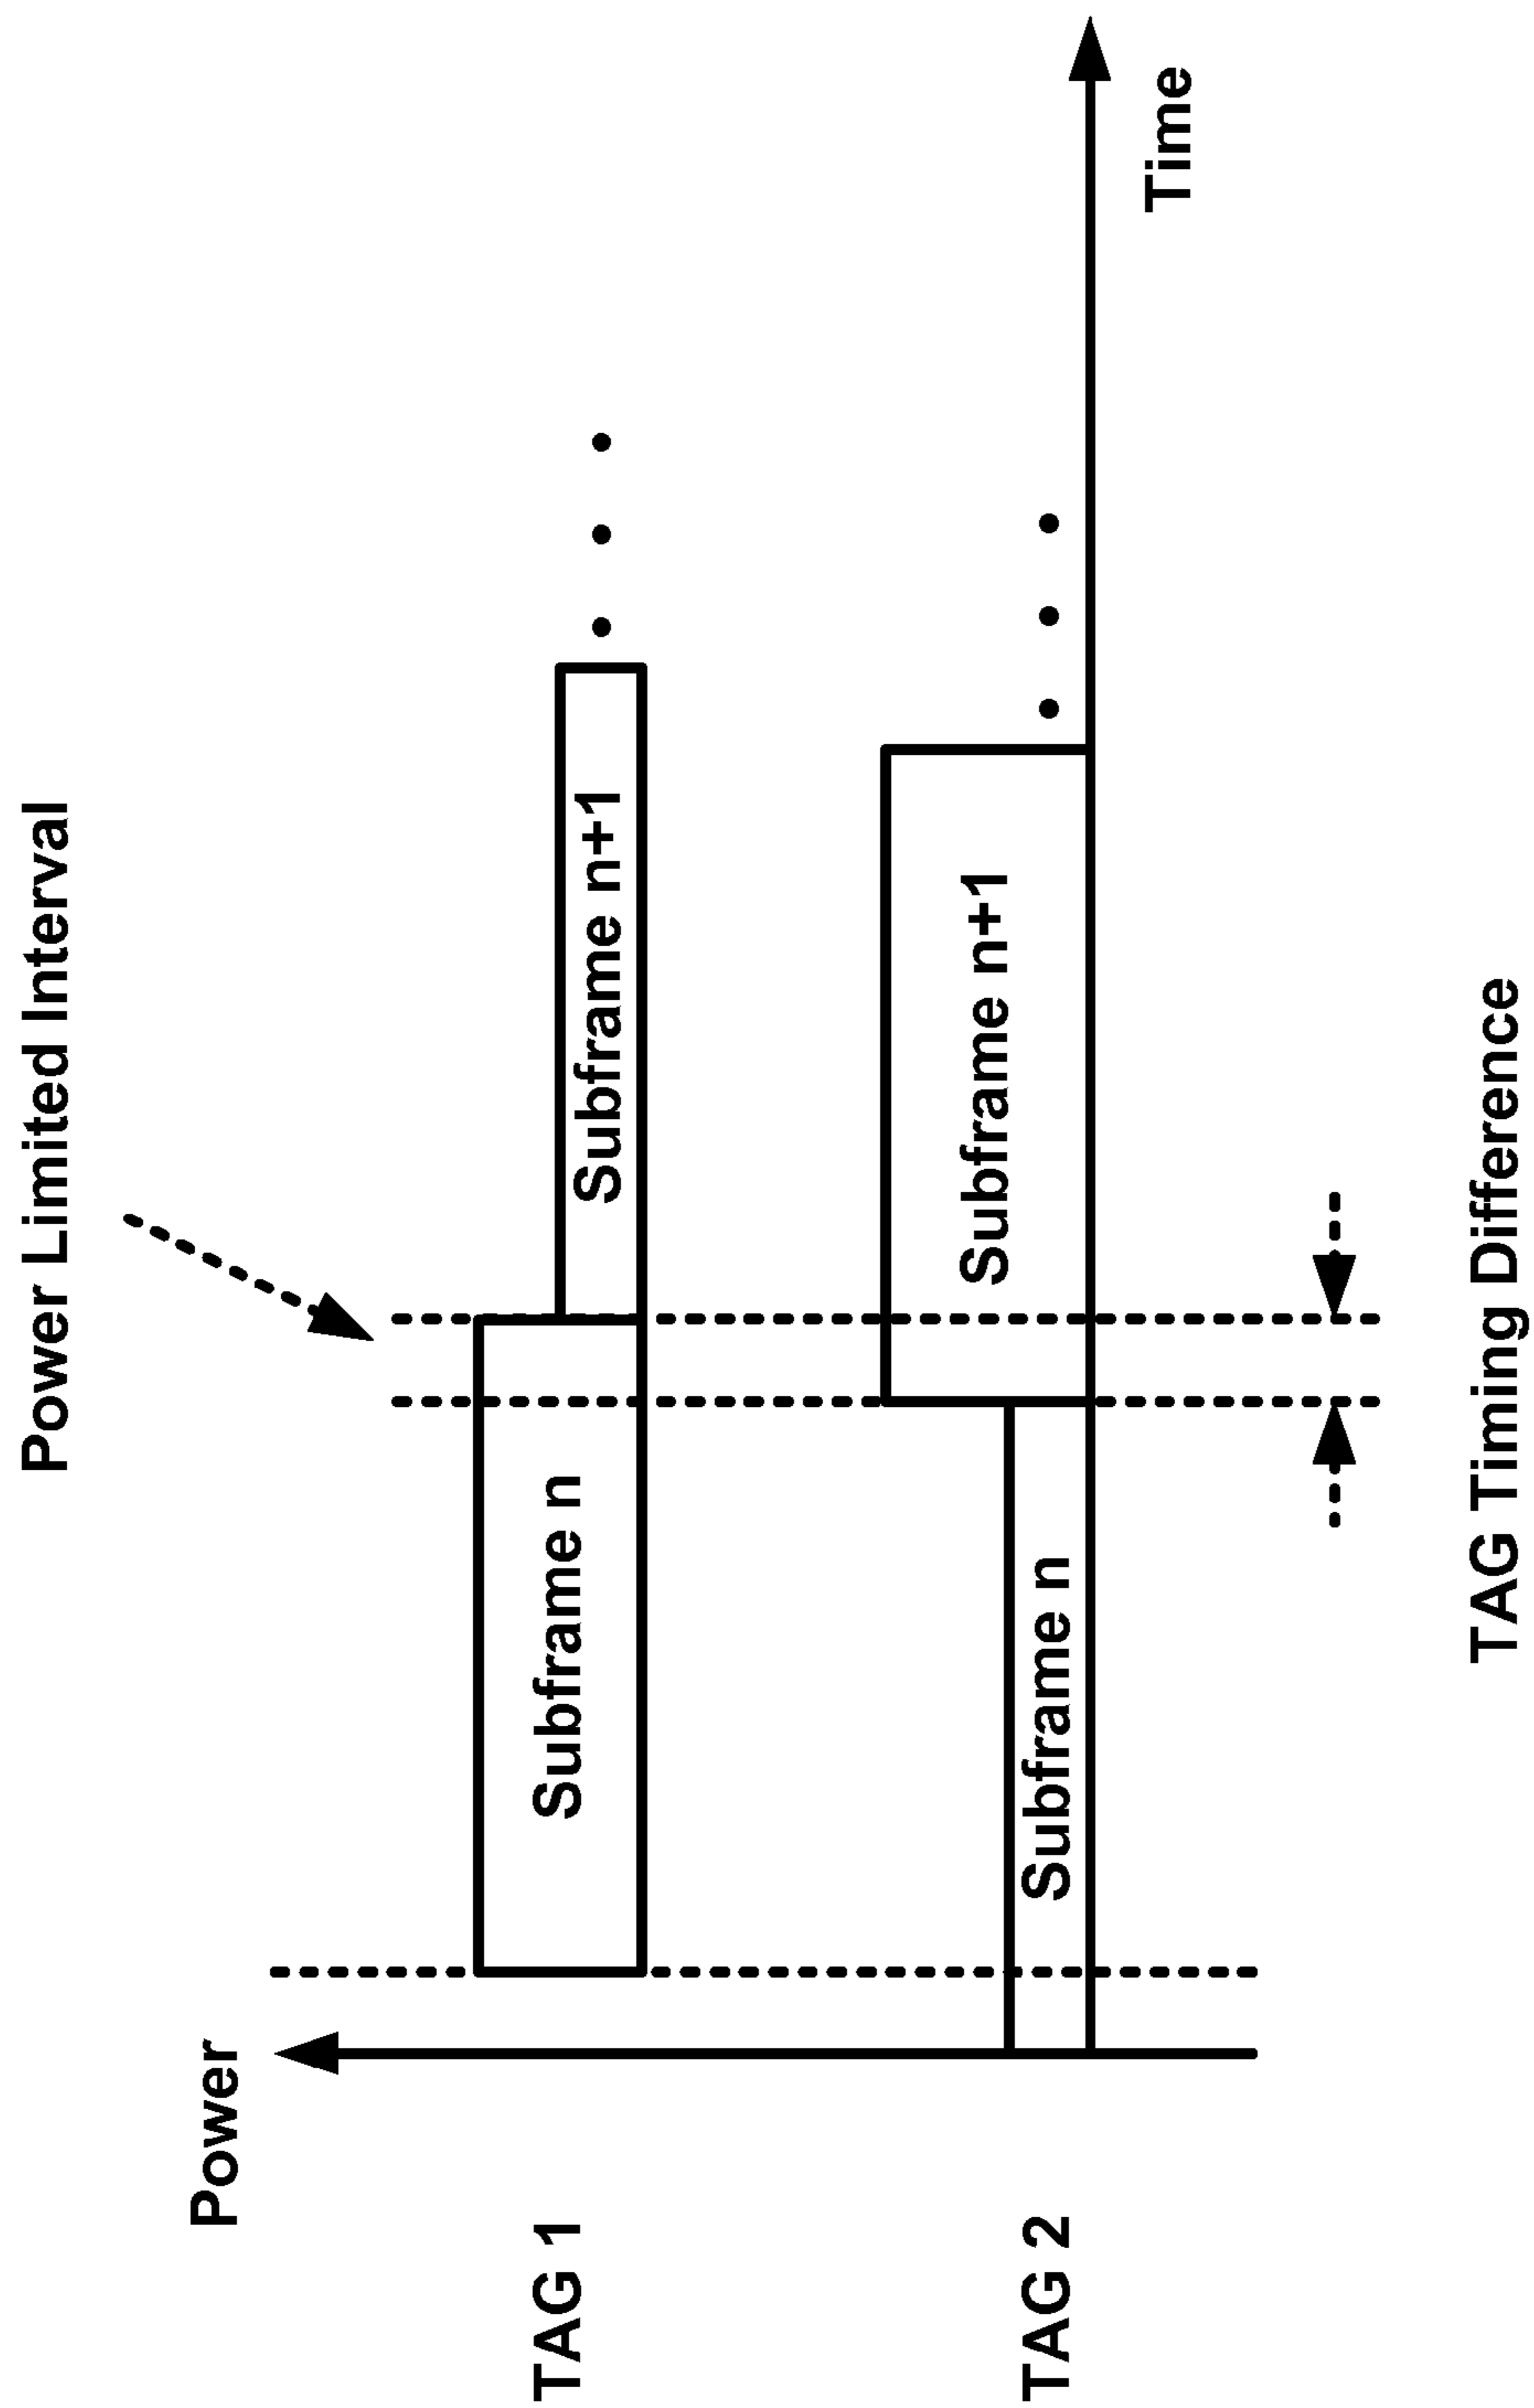 Power Limited Interval
Power
TAG 1
Subframe n
Subframe n+1
TAG 2
Subframe n
Subframe n+1
Time
TAG Timing Difference